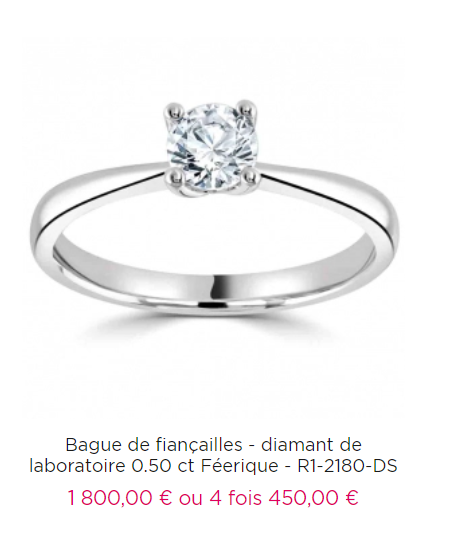 Bague de fiançailles - diamant de
laboratoire 0.50 ct Féerique - R1-2180-DS
1 800,00 € ou 4 fois 450,00 €